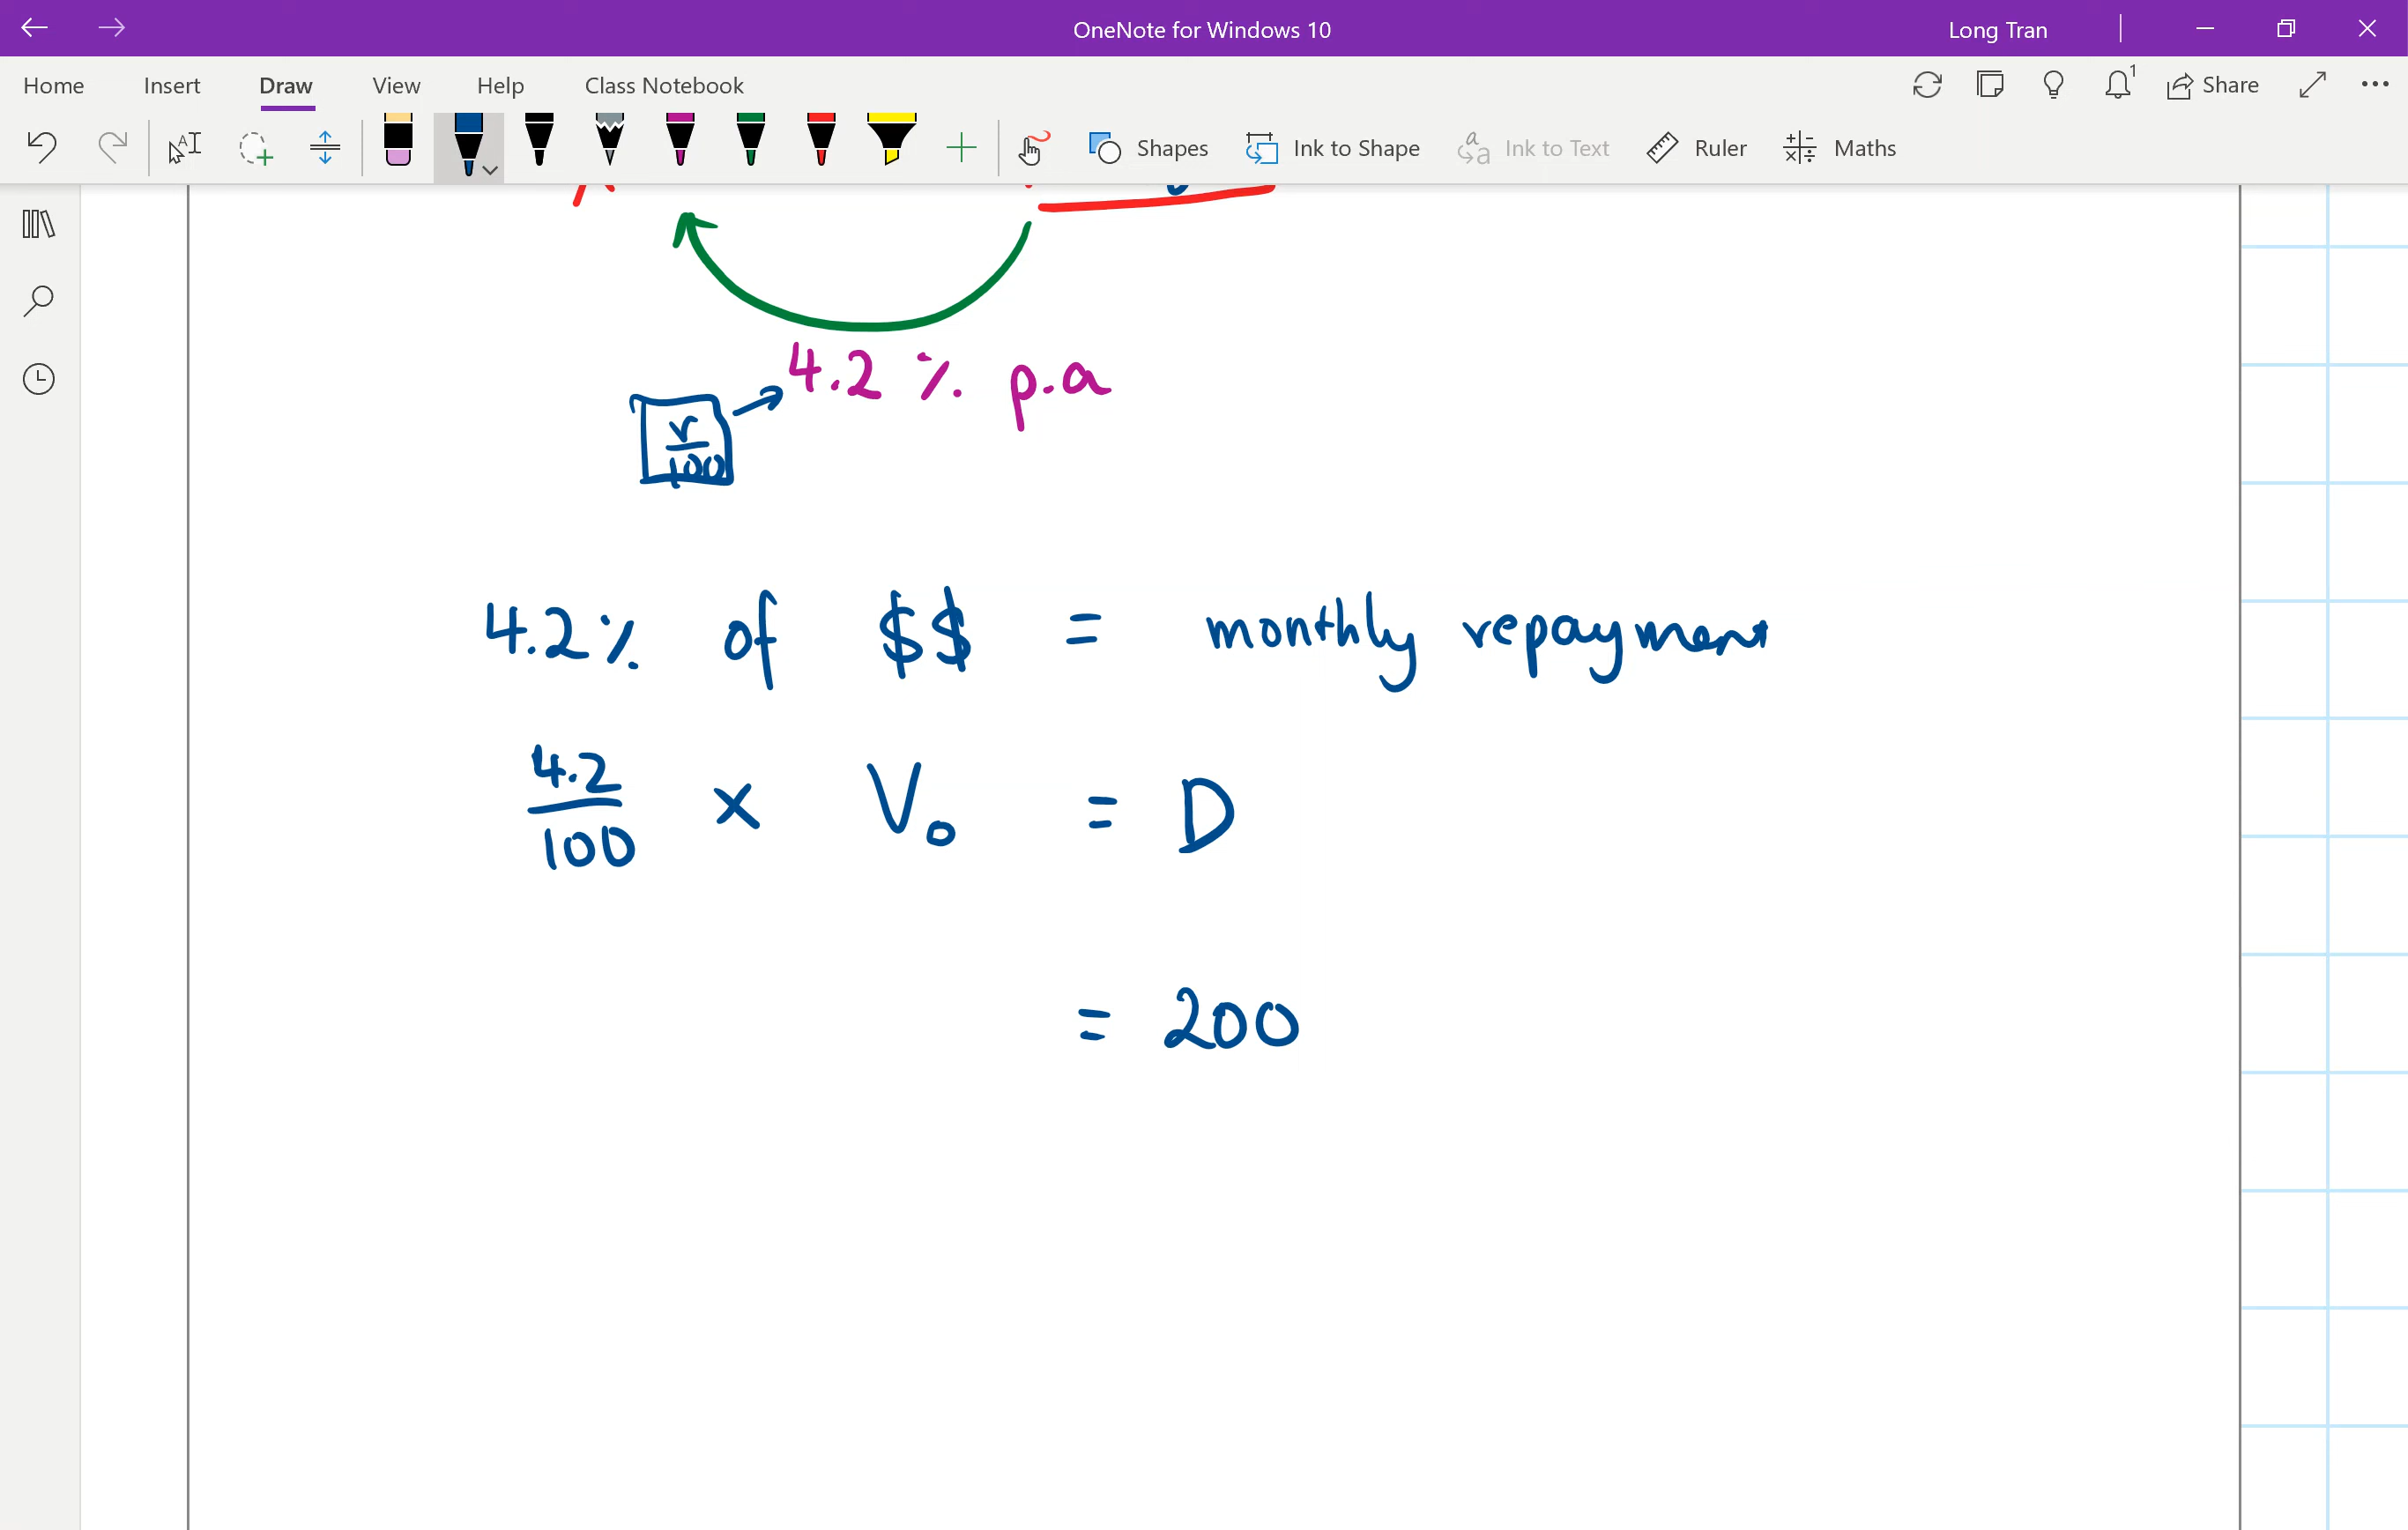 OneNote for Windows 10 Long Tran
Home Insert Draw View Help Class Notebook 1 Share
Shapes Ink to Shape Ink to Text Ruler Maths
4.2 % p.a
r
100
4.2% of $$ = monthly repayment
4.2
100 × V₀ = D
= 200